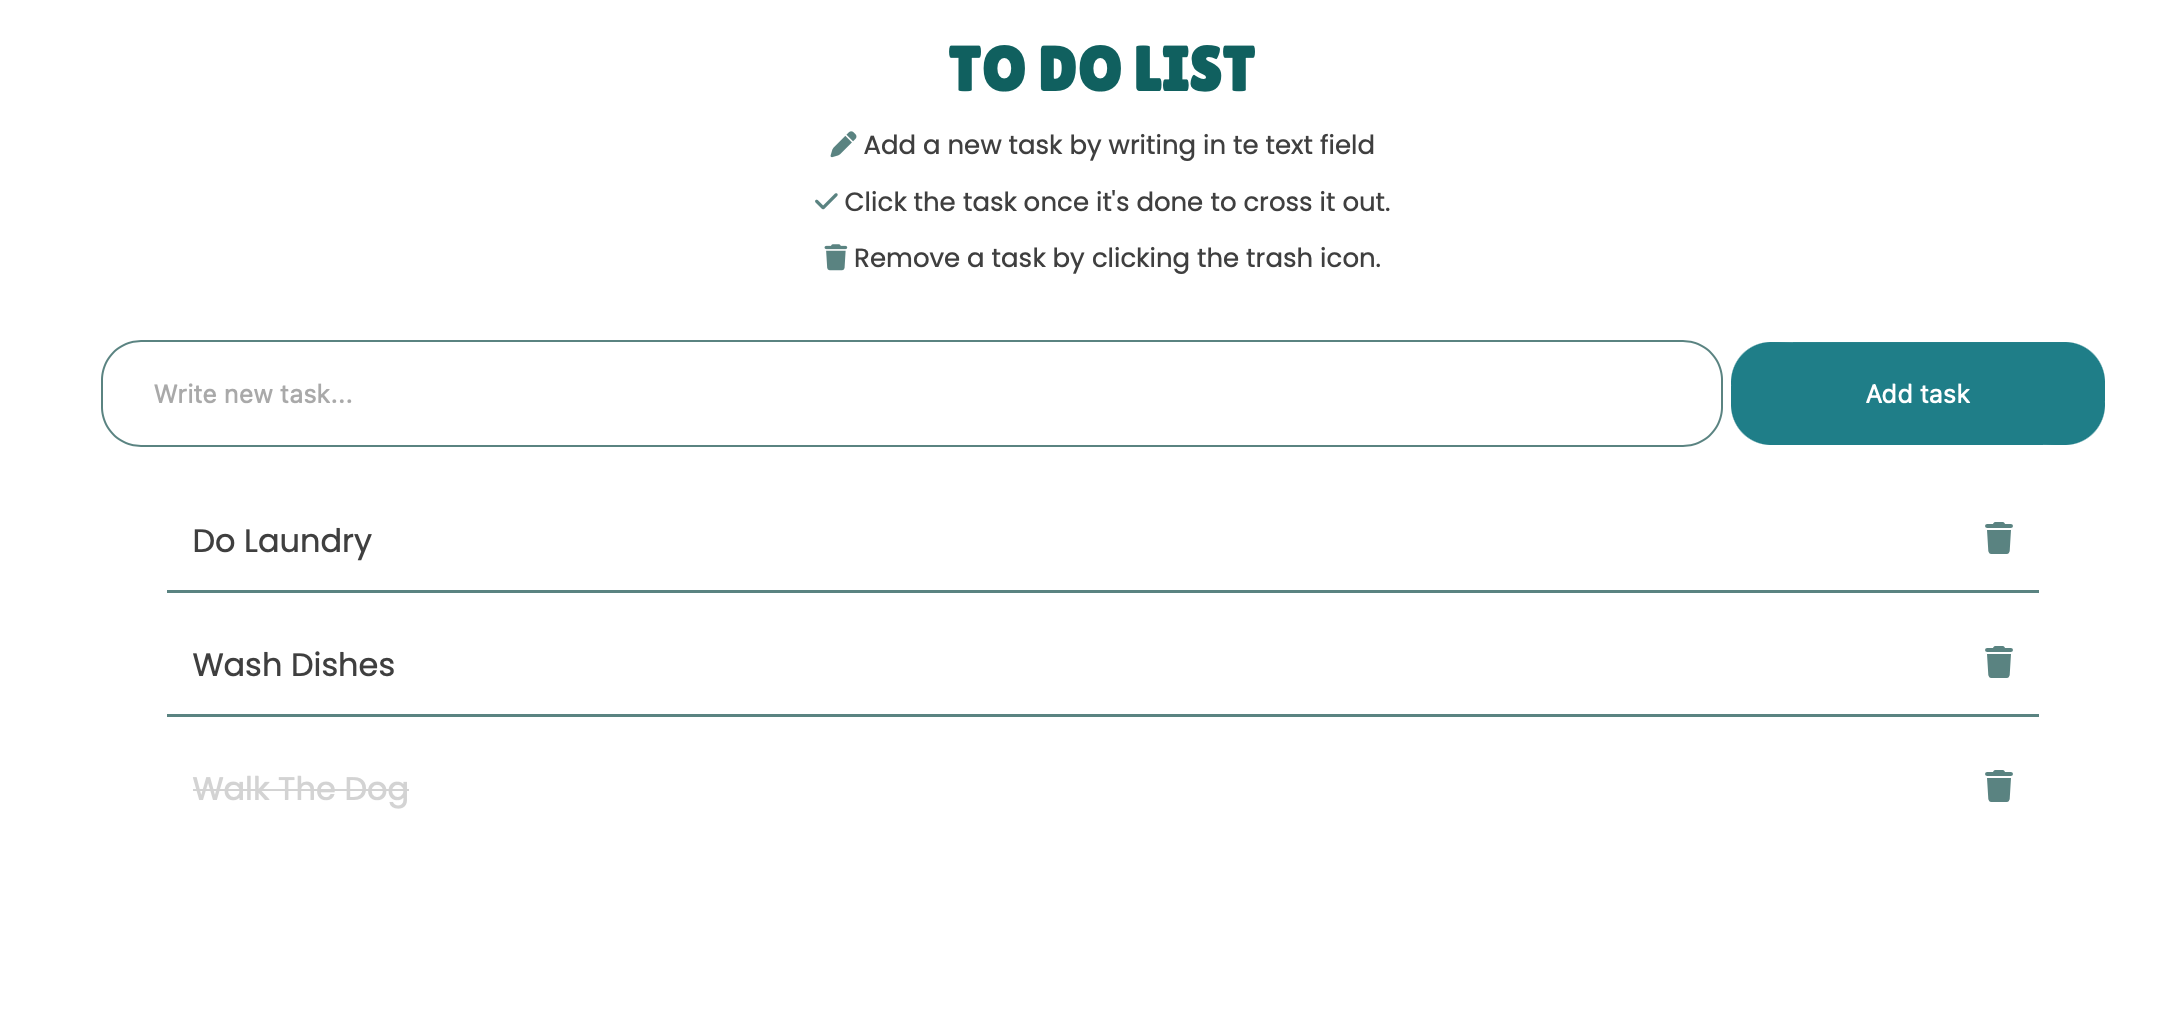 TO DO LIST
Add a new task by writing in te text field
Click the task once it's done to cross it out.
Remove a task by clicking the trash icon.
Write new task...
Add task
Do Laundry
Wash Dishes
Walk The Dog